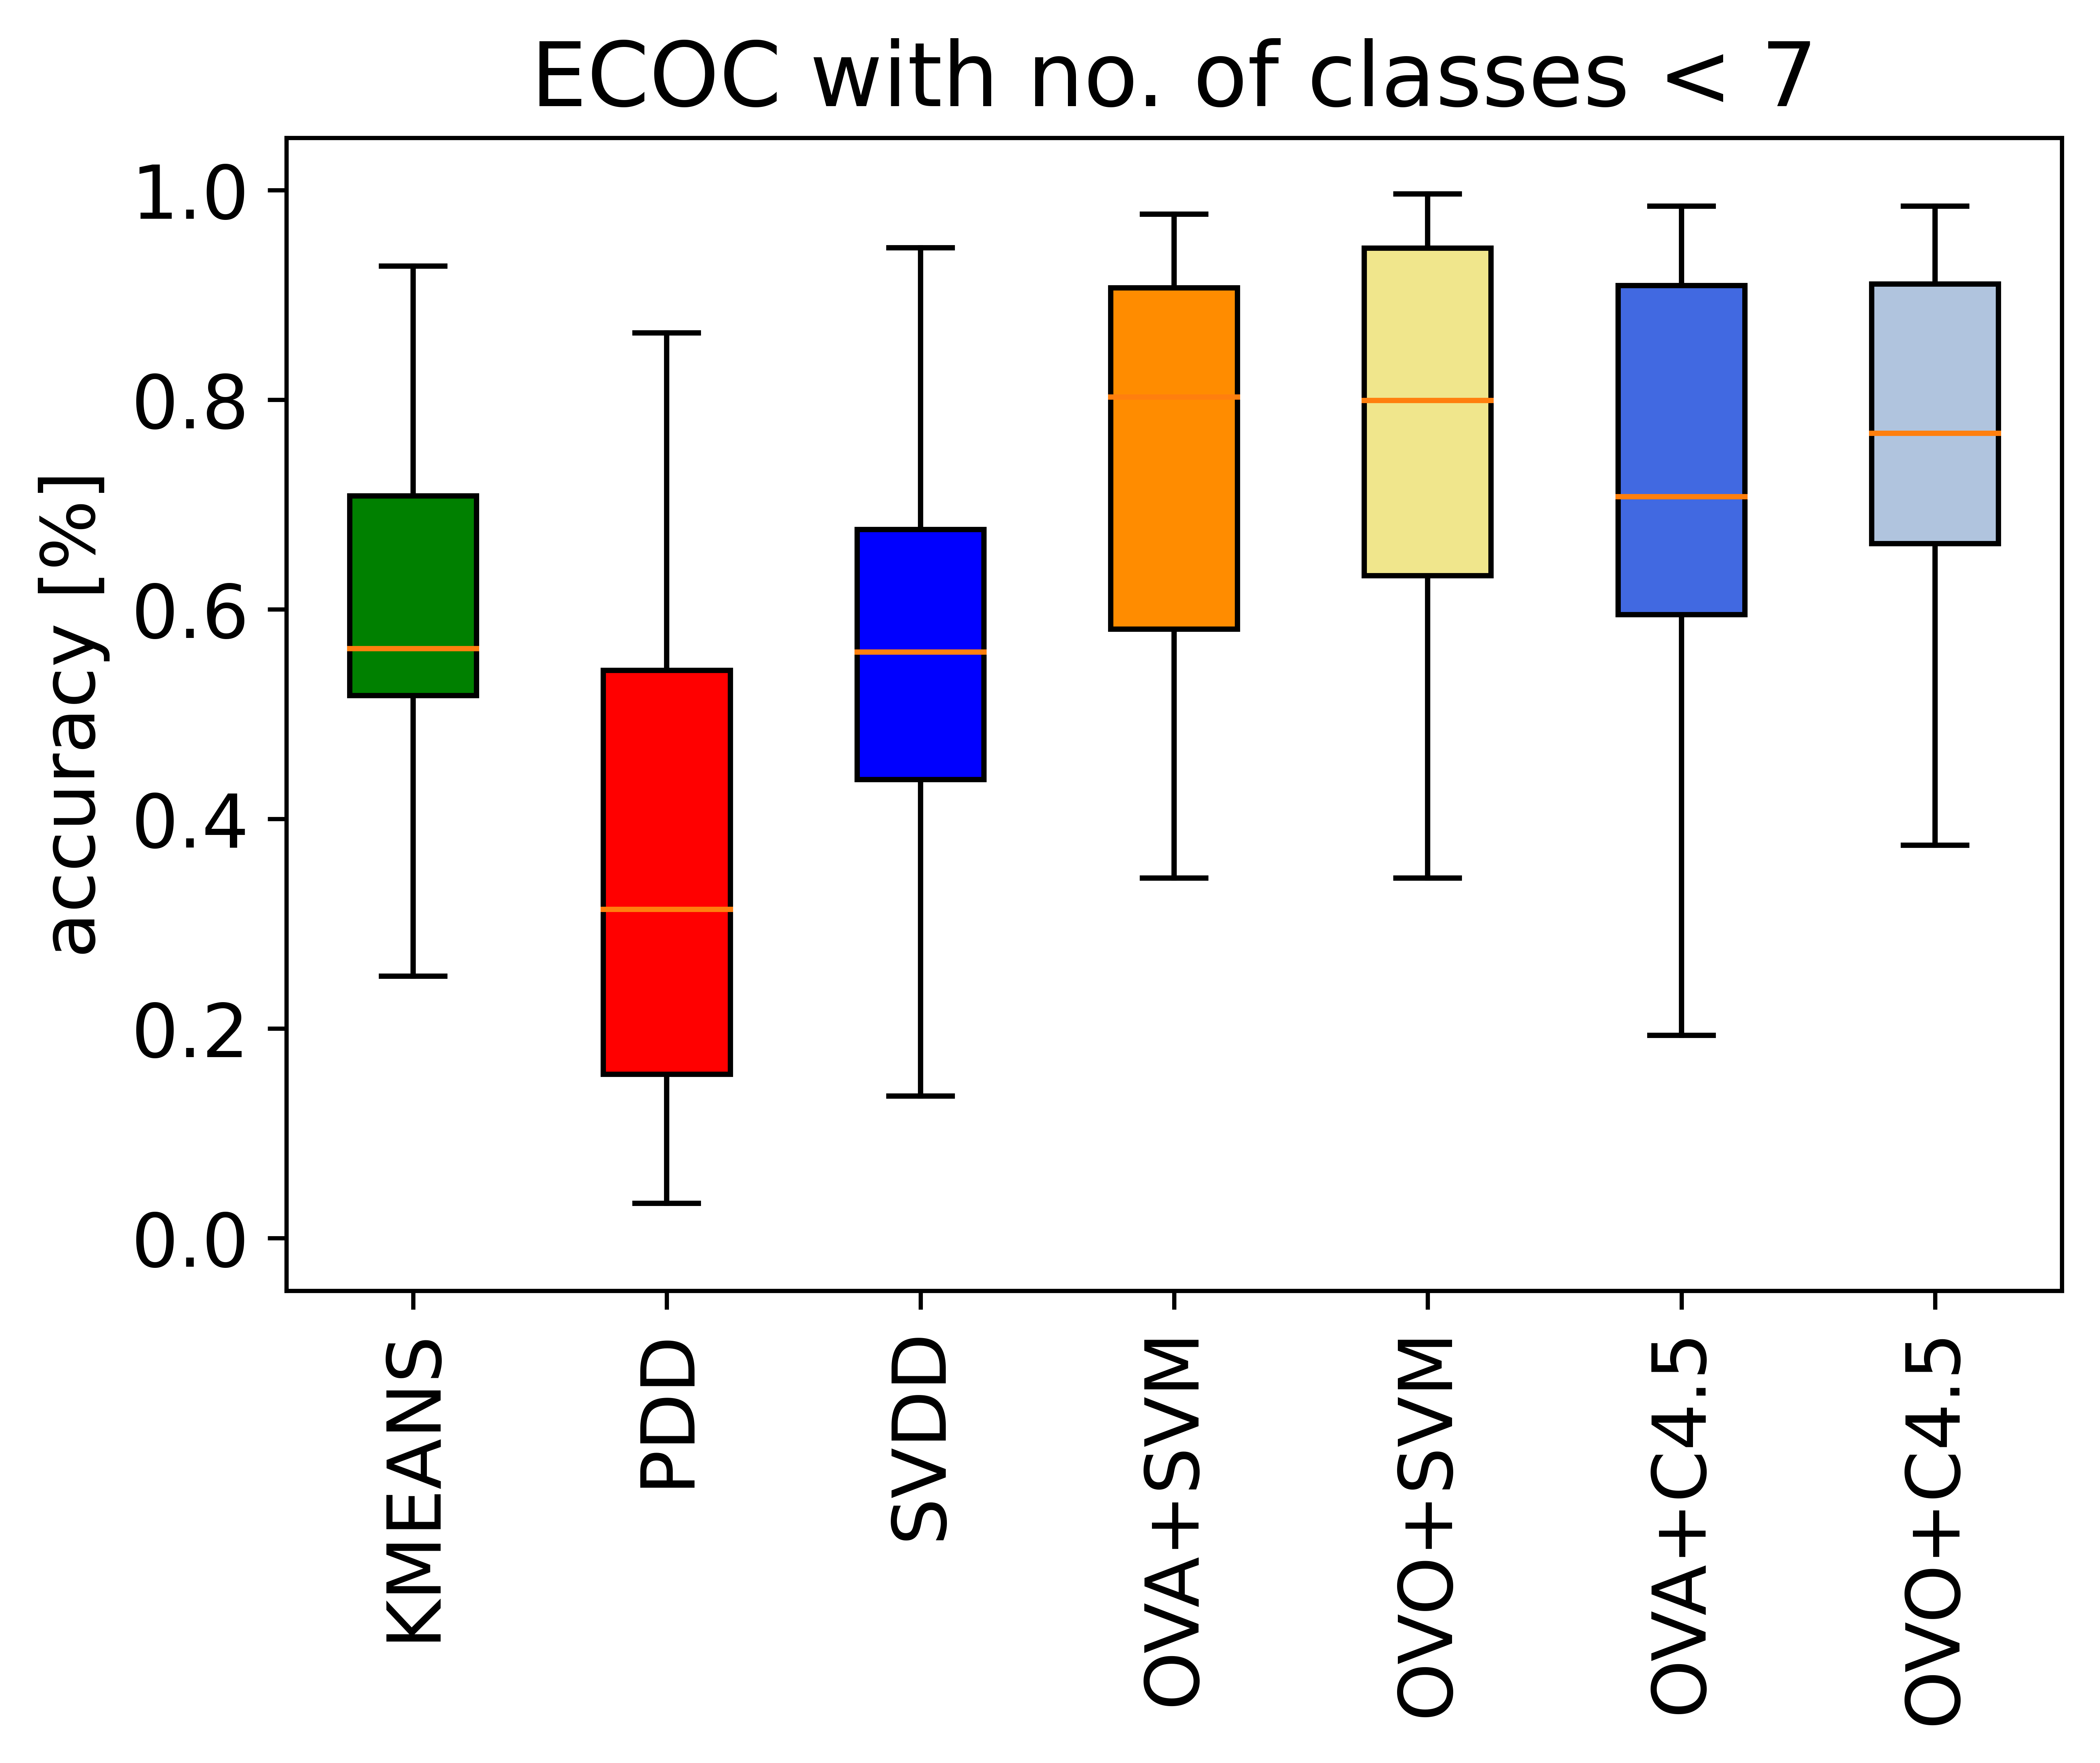 ECOC with no. of classes < 7
accuracy [%]
1.0
0.8
0.6
0.4
0.2
0.0
KMEANS
PDD
SVDD
OVA+SVM
OVO+SVM
OVA+C4.5
OVO+C4.5